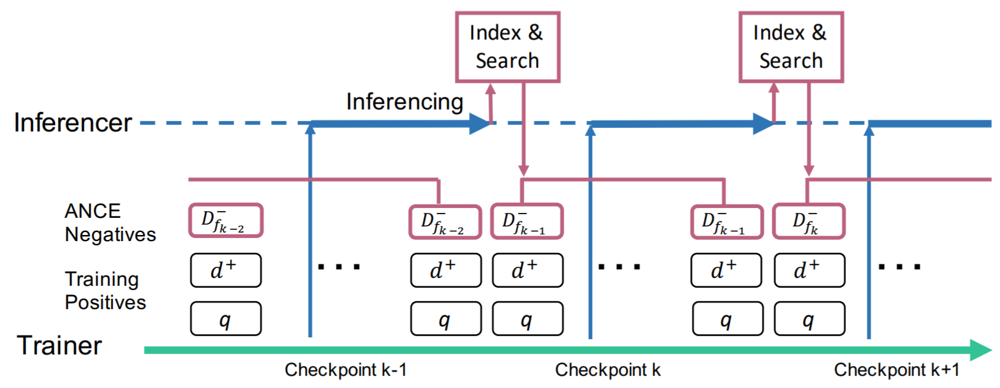 Index &
Search
Index &
Search
Inferencing
Inferencer
ANCE
Negatives
D⁻fₖ₋₂
D⁻fₖ₋₂
D⁻fₖ₋₁
D⁻fₖ₋₁
D⁻fₖ
Training
Positives
d⁺
...
d⁺
d⁺
...
d⁺
d⁺
...
q
q
q
q
q
Trainer
Checkpoint k-1
Checkpoint k
Checkpoint k+1